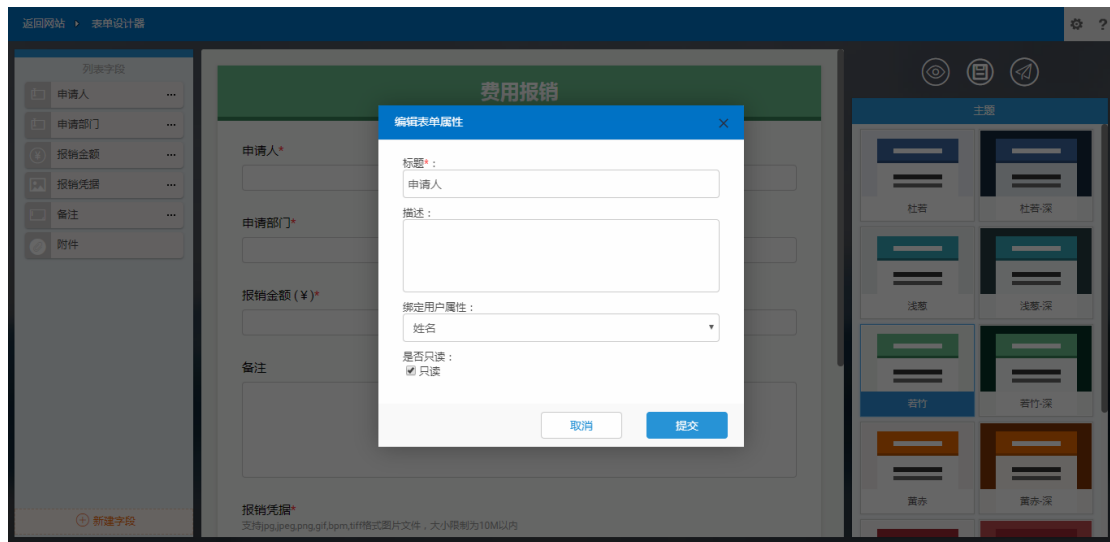 返回网站 ▸ 表单设计器
?
列表字段
申请人 ...
申请部门 ...
报销金额 ...
报销凭据 ...
备注 ...
附件
新建字段
费用报销
申请人*
申请部门*
报销金额 (¥)*
备注
报销凭据*
支持jpg,jpeg,png,gif,bpm,tiff格式图片文件，大小限制为10M以内
编辑表单属性
标题*：
申请人
描述：
绑定用户属性：
姓名
是否只读：
只读
取消
提交
主题
杜若
杜若-深
浅葱
浅葱-深
若竹
若竹-深
黄赤
黄赤-深